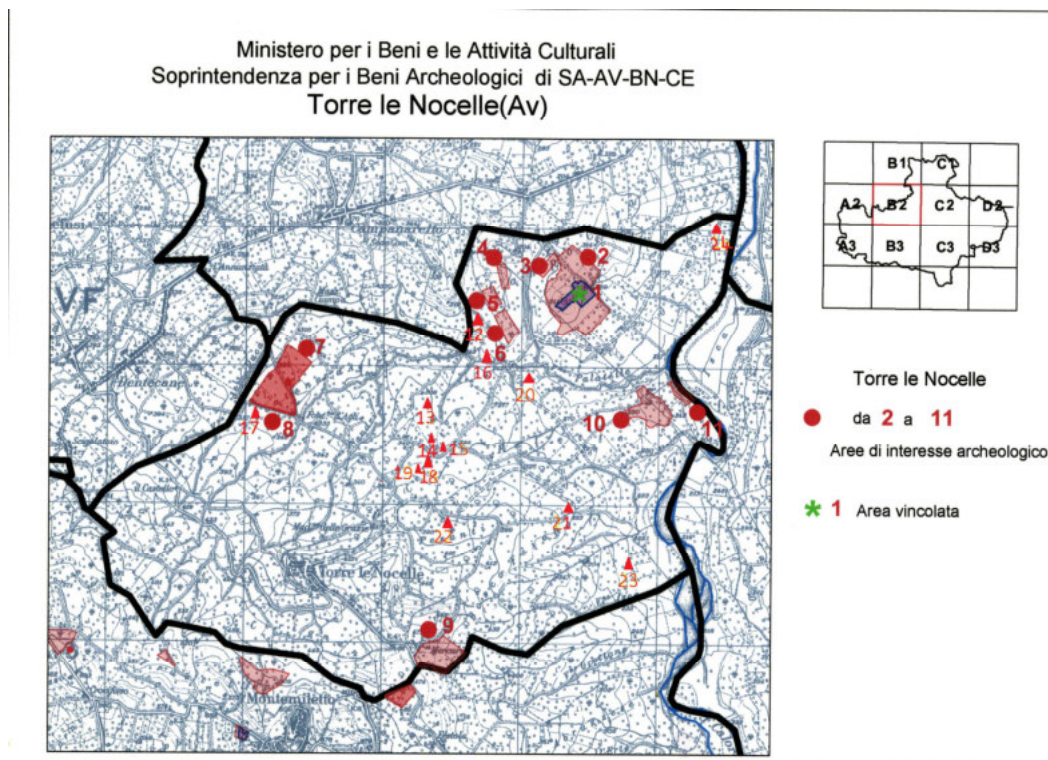 Ministero per i Beni e le Attività Culturali
Soprintendenza per i Beni Archeologici di SA-AV-BN-CE
Torre le Nocelle(Av)
B1
C
A2
B2
C2
D2
A3
B3
C3
D3
Campanarello
24
4
3
2
1
5
12
6
16
VF
7
20
13
17
8
10
11
14
15
19
18
21
22
Torre le Nocelle
23
9
Montemiletto
Torre le Nocelle
da 2 a 11
Aree di interesse archeologico
1 Area vincolata